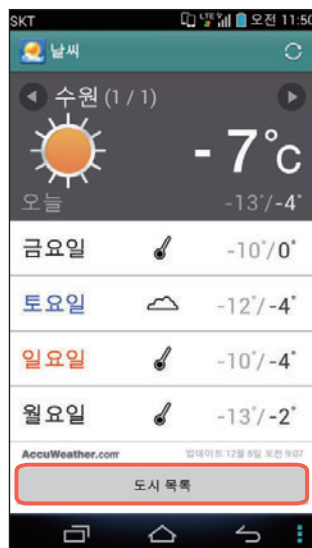 SKT LTE 오전 11:50
날씨
수원 (1 / 1)
- 7°c
오늘 -13°/-4°
금요일 -10°/0°
토요일 -12°/-4°
일요일 -10°/-4°
월요일 -13°/-2°
AccuWeather.com 업데이트 12월 5일 오전 9:07
도시 목록